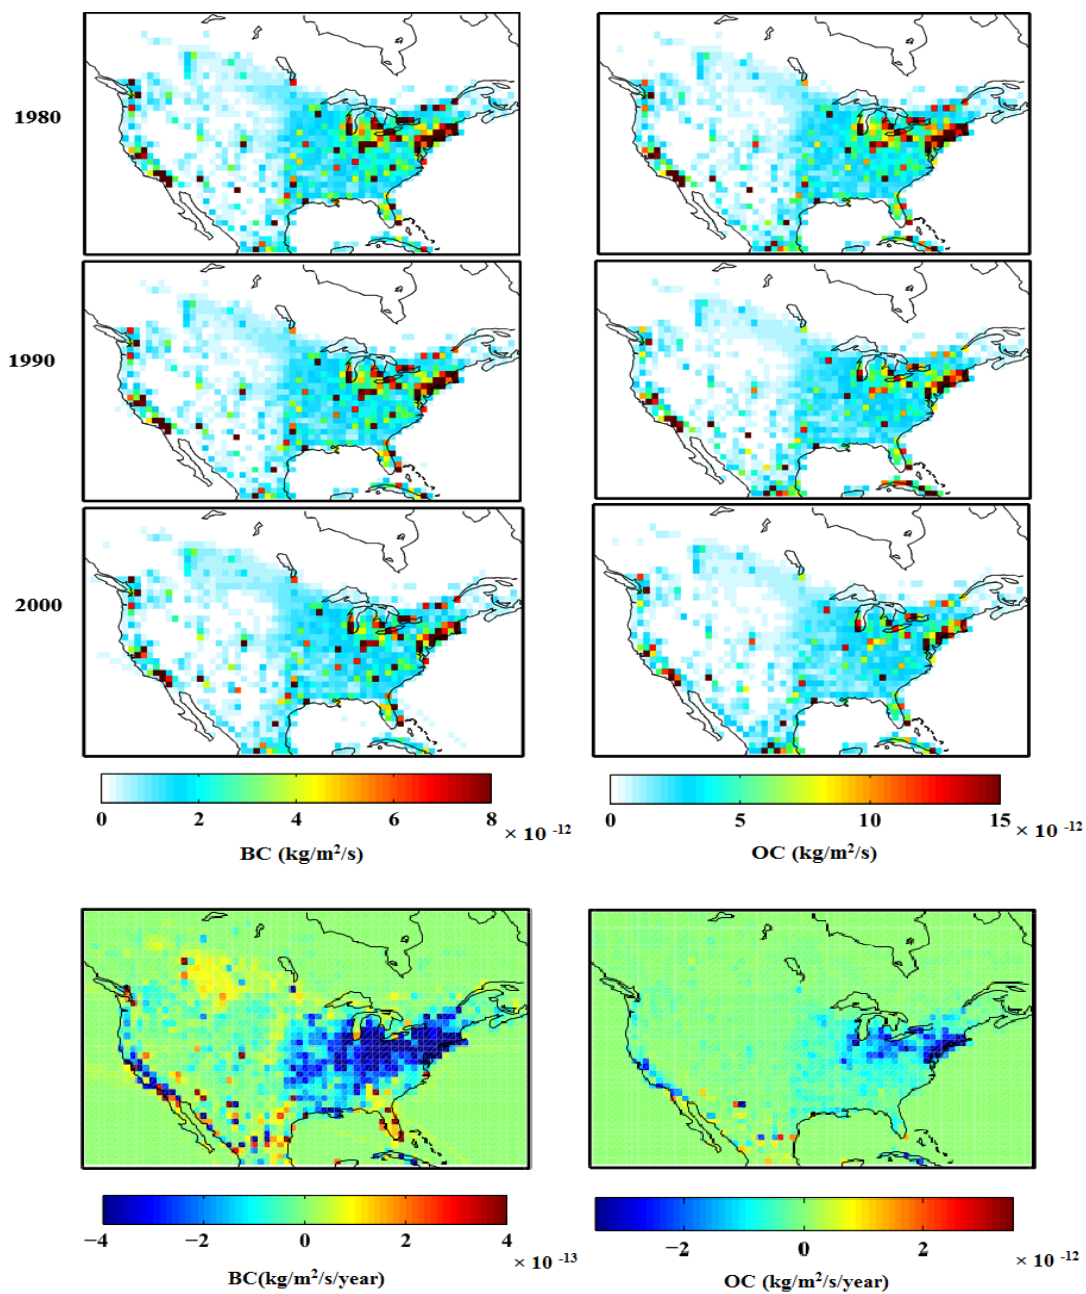 1980
1990
2000
0 2 4 6 8 × 10 -12
BC (kg/m²/s)
0 5 10 15 × 10 -12
OC (kg/m²/s)
−4 −2 0 2 4 × 10 -13
BC(kg/m²/s/year)
−2 0 2 × 10 -12
OC (kg/m²/s/year)